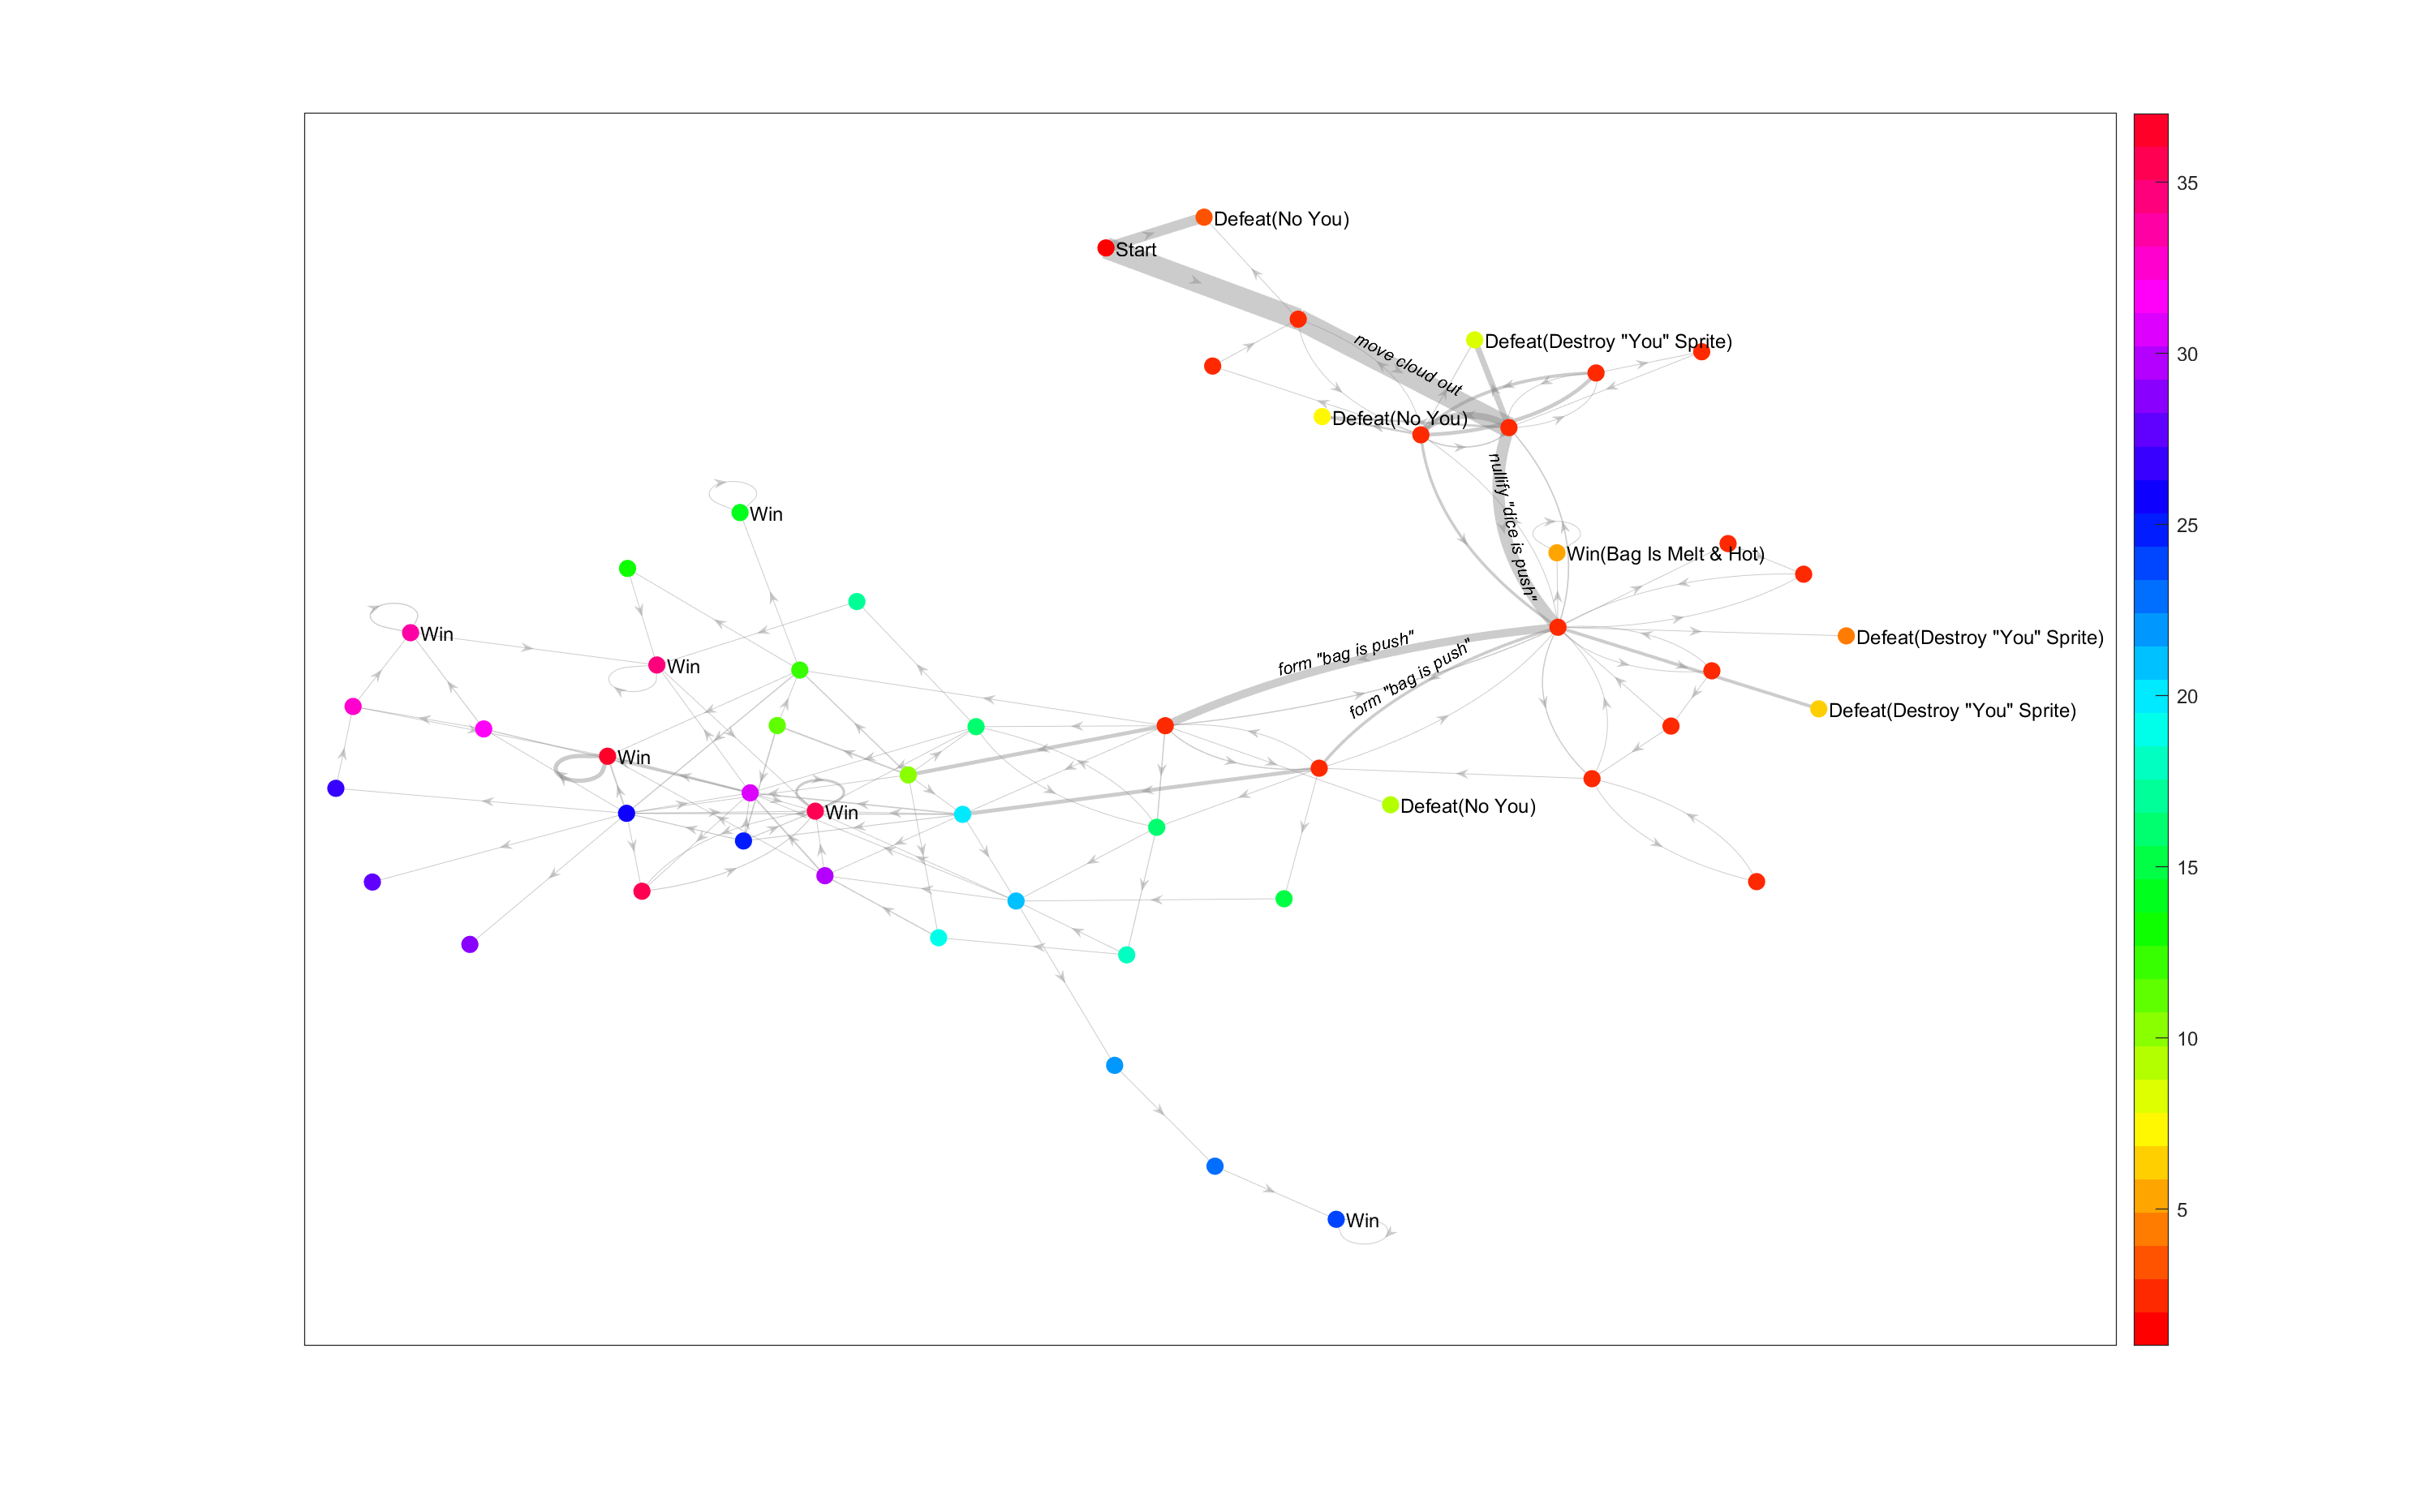 Defeat(No You)
Start
move cloud out
Defeat(Destroy "You" Sprite)
Defeat(No You)
nullify "dice is push"
Win
Win(Bag Is Melt & Hot)
Win
Win
form "bag is push"
form "bag is push"
Defeat(Destroy "You" Sprite)
Defeat(Destroy "You" Sprite)
Win
Win
Defeat(No You)
Win
35
30
25
20
15
10
5